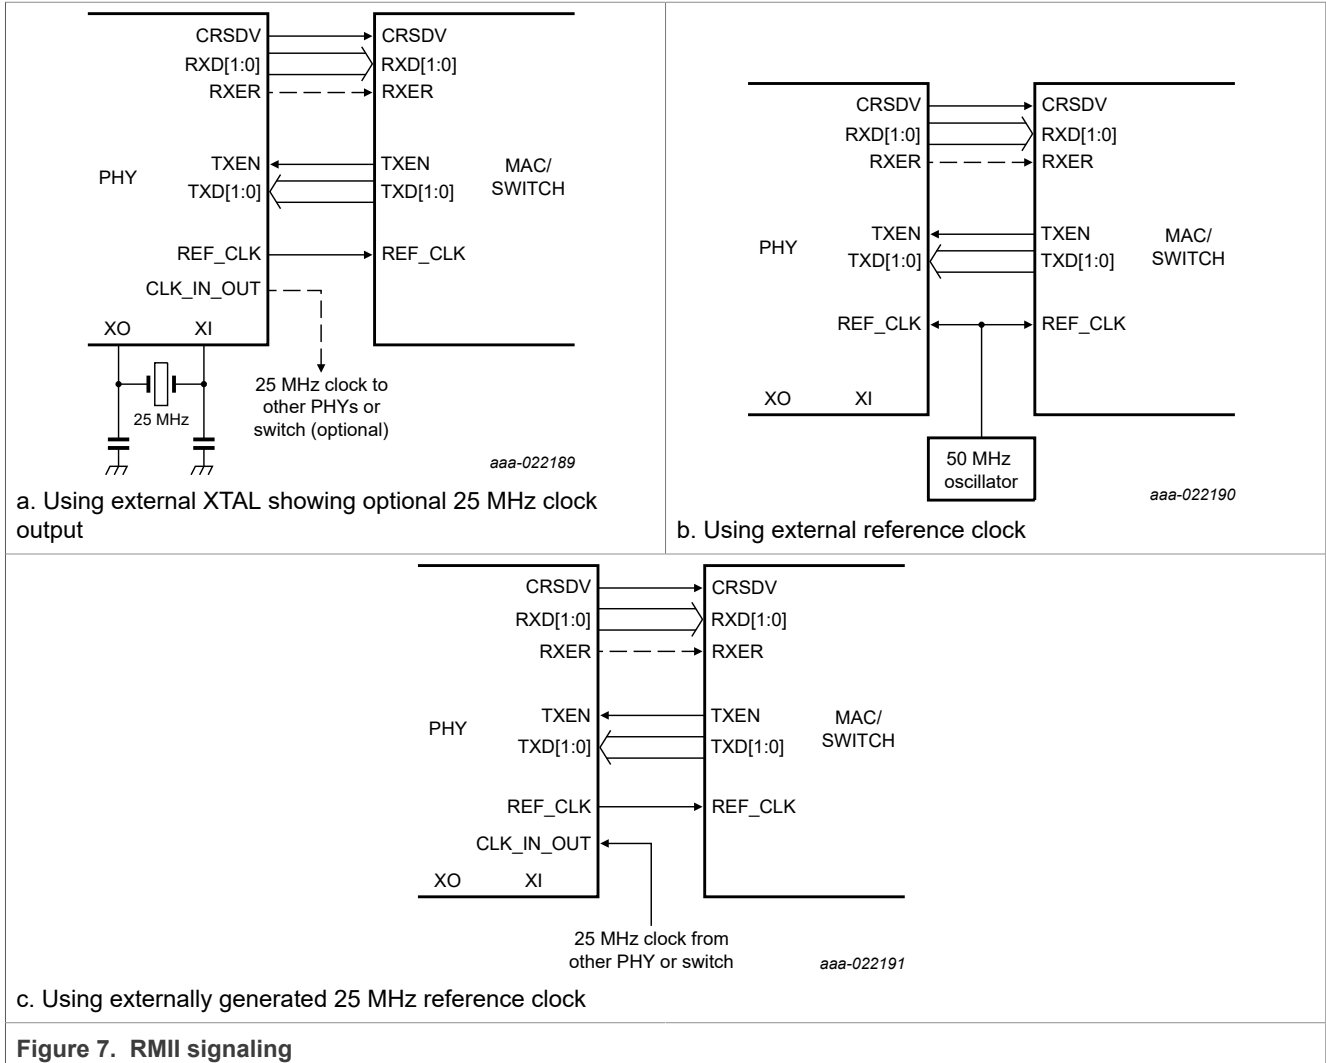 CRSDV
CRSDV
RXD[1:0]
RXD[1:0]
RXER
RXER
TXEN
TXEN
TXD[1:0]
TXD[1:0]
PHY
MAC/
SWITCH
REF_CLK
REF_CLK
CLK_IN_OUT
XO
XI
25 MHz
25 MHz clock to
other PHYs or
switch (optional)
aaa-022189
a. Using external XTAL showing optional 25 MHz clock
output
CRSDV
CRSDV
RXD[1:0]
RXD[1:0]
RXER
RXER
TXEN
TXEN
TXD[1:0]
TXD[1:0]
PHY
MAC/
SWITCH
REF_CLK
REF_CLK
XO
XI
50 MHz
oscillator
aaa-022190
b. Using external reference clock
CRSDV
CRSDV
RXD[1:0]
RXD[1:0]
RXER
RXER
TXEN
TXEN
TXD[1:0]
TXD[1:0]
PHY
MAC/
SWITCH
REF_CLK
REF_CLK
CLK_IN_OUT
XO
XI
25 MHz clock from
other PHY or switch
aaa-022191
c. Using externally generated 25 MHz reference clock
Figure 7. RMII signaling